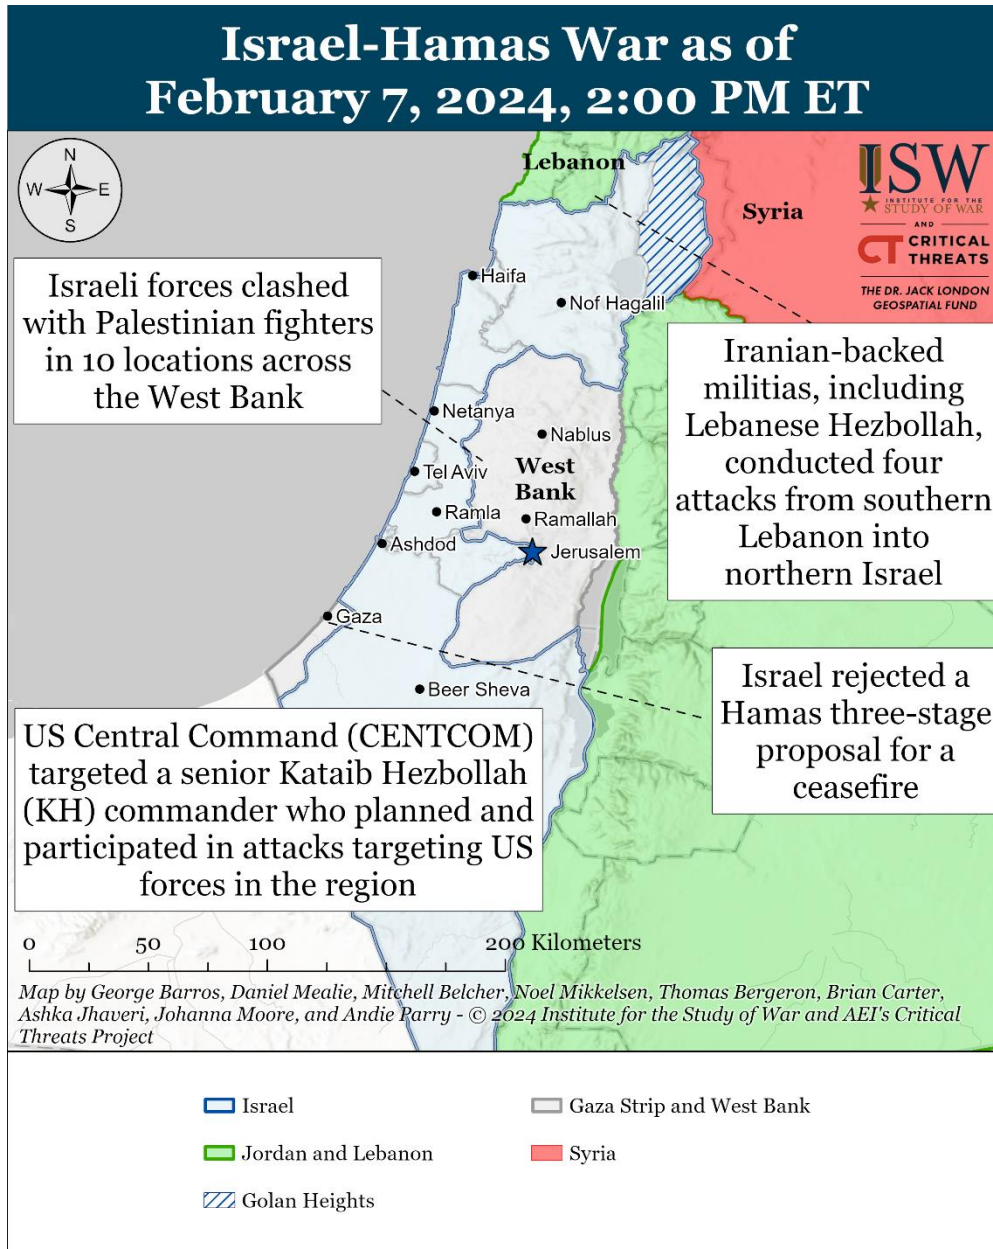 Israel-Hamas War as of
February 7, 2024, 2:00 PM ET
N
W E
S
Lebanon
Syria
ISW
INSTITUTE FOR THE
STUDY OF WAR
AND
CT CRITICAL
THREATS
THE DR. JACK LONDON
GEOSPATIAL FUND
Israeli forces clashed
with Palestinian fighters
in 10 locations across
the West Bank
Haifa
Nof Hagalil
Iranian-backed
militias, including
Lebanese Hezbollah,
conducted four
attacks from southern
Lebanon into
northern Israel
Netanya
Nablus
Tel Aviv
West
Bank
Ramla
Ramallah
Ashdod
Jerusalem
Gaza
Beer Sheva
Israel rejected a
Hamas three-stage
proposal for a
ceasefire
US Central Command (CENTCOM)
targeted a senior Kataib Hezbollah
(KH) commander who planned and
participated in attacks targeting US
forces in the region
0 50 100 200 Kilometers
Map by George Barros, Daniel Mealie, Mitchell Belcher, Noel Mikkelsen, Thomas Bergeron, Brian Carter,
Ashka Jhaveri, Johanna Moore, and Andie Parry - © 2024 Institute for the Study of War and AEI's Critical
Threats Project
Israel
Gaza Strip and West Bank
Jordan and Lebanon
Syria
Golan Heights